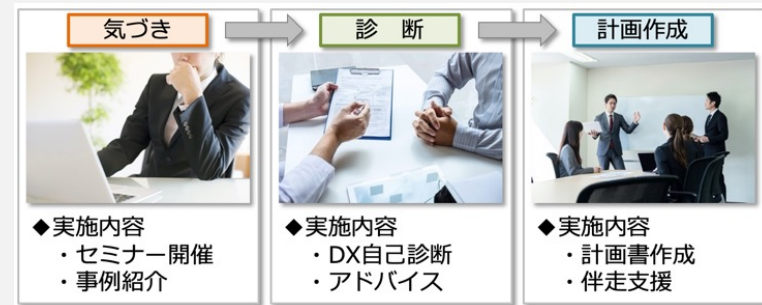 気づき
診 断
計画作成
◆実施内容
・セミナー開催
・事例紹介
◆実施内容
・DX自己診断
・アドバイス
◆実施内容
・計画書作成
・伴走支援